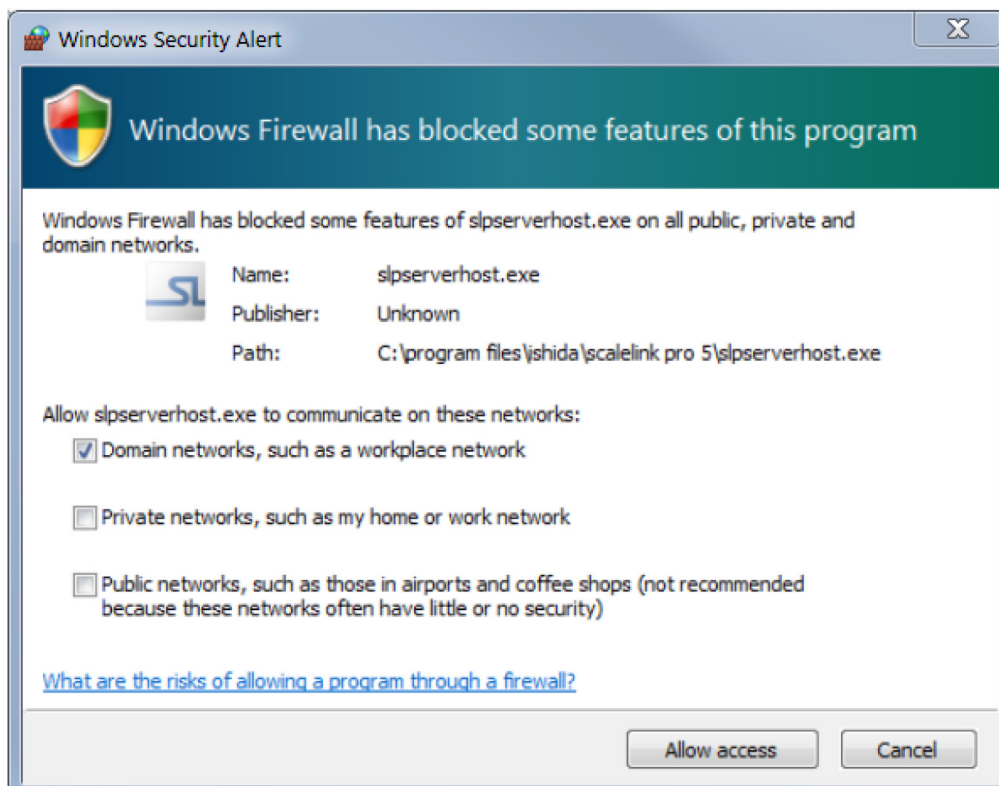 Windows Security Alert
Windows Firewall has blocked some features of this program
Windows Firewall has blocked some features of slpserverhost.exe on all public, private and
domain networks.
SL
Name: slpserverhost.exe
Publisher: Unknown
Path: C:\program files\ishida\scalelink pro 5\slpserverhost.exe
Allow slpserverhost.exe to communicate on these networks:
Domain networks, such as a workplace network
Private networks, such as my home or work network
Public networks, such as those in airports and coffee shops (not recommended
because these networks often have little or no security)
What are the risks of allowing a program through a firewall?
Allow access Cancel